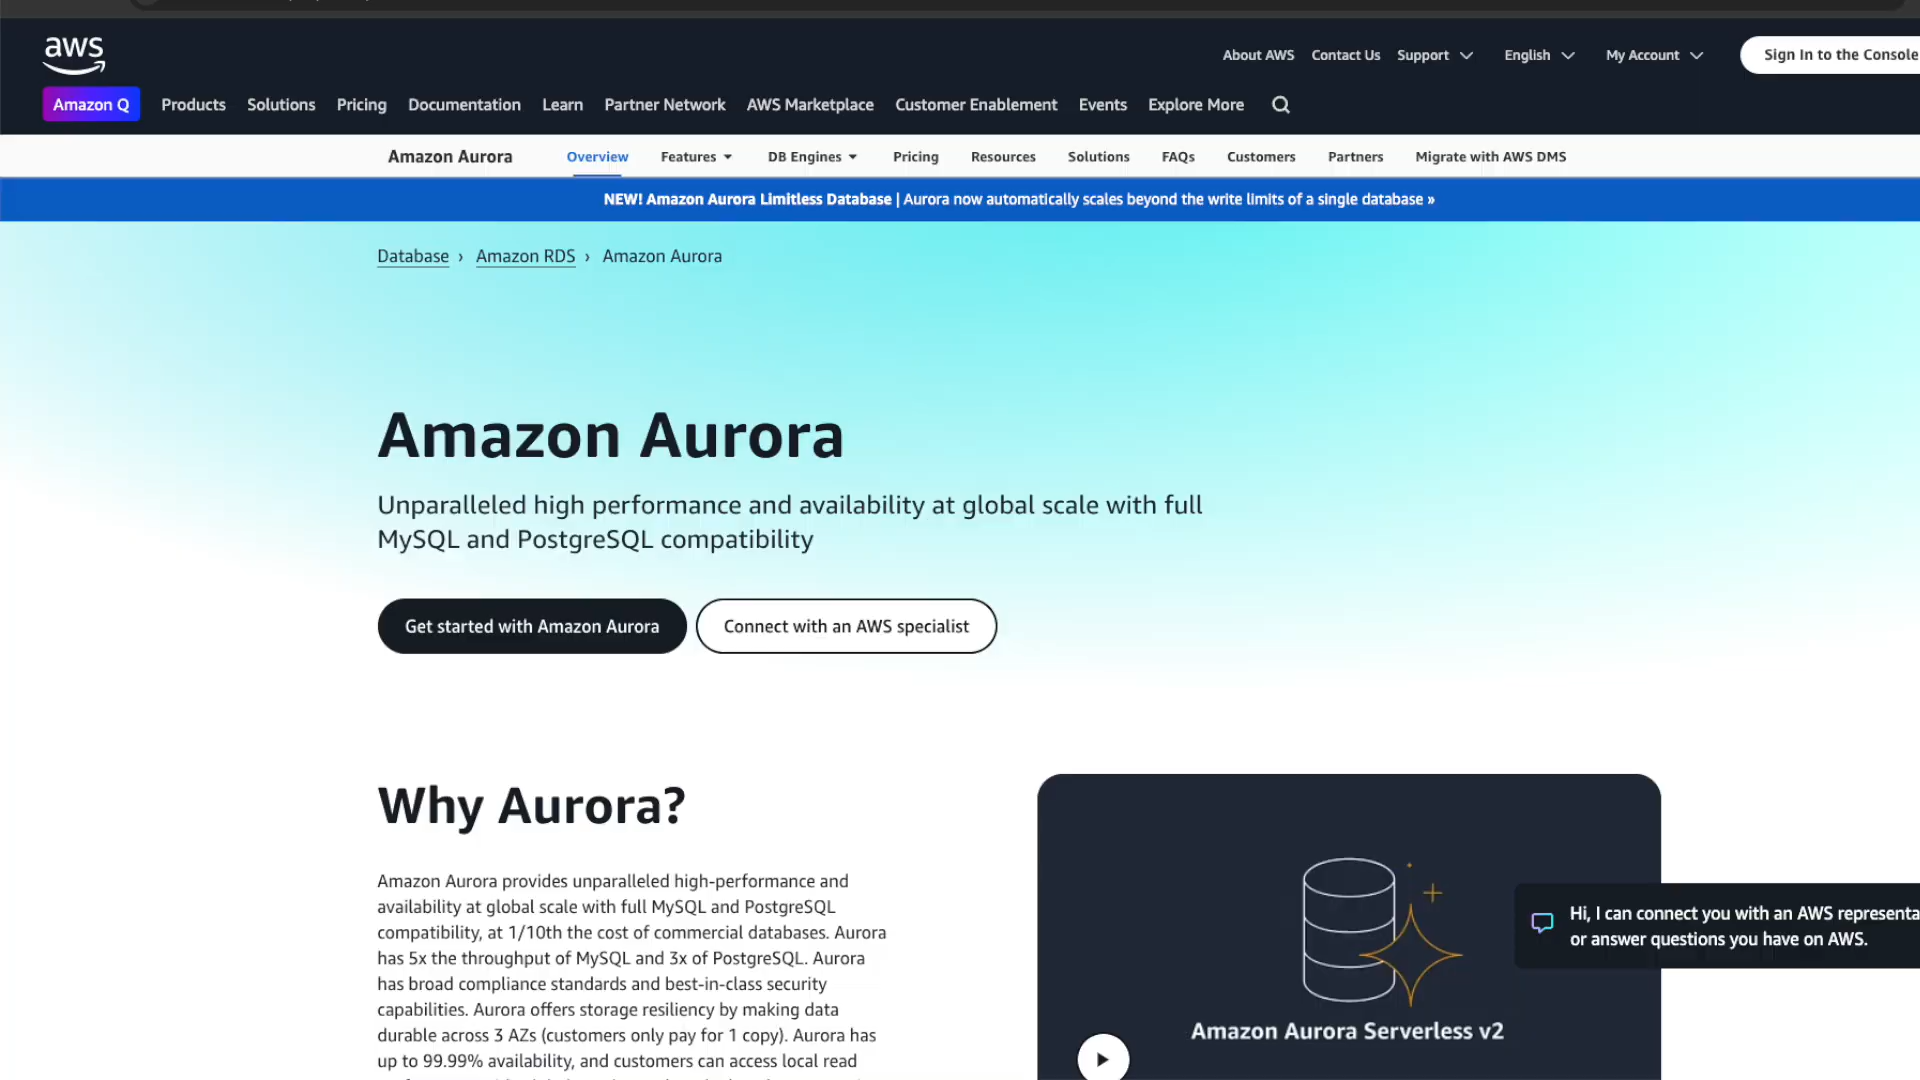 aws
About AWS Contact Us Support English My Account Sign In to the Console
Amazon Q Products Solutions Pricing Documentation Learn Partner Network AWS Marketplace Customer Enablement Events Explore More
Amazon Aurora Overview Features DB Engines Pricing Resources Solutions FAQs Customers Partners Migrate with AWS DMS
NEW! Amazon Aurora Limitless Database | Aurora now automatically scales beyond the write limits of a single database »
Database › Amazon RDS › Amazon Aurora
Amazon Aurora
Unparalleled high performance and availability at global scale with full
MySQL and PostgreSQL compatibility
Get started with Amazon Aurora Connect with an AWS specialist
Why Aurora?
Amazon Aurora provides unparalleled high-performance and
availability at global scale with full MySQL and PostgreSQL
compatibility, at 1/10th the cost of commercial databases. Aurora
has 5x the throughput of MySQL and 3x of PostgreSQL. Aurora
has broad compliance standards and best-in-class security
capabilities. Aurora offers storage resiliency by making data
durable across 3 AZs (customers only pay for 1 copy). Aurora has
up to 99.99% availability, and customers can access local read
Amazon Aurora Serverless v2
Hi, I can connect you with an AWS representa
or answer questions you have on AWS.